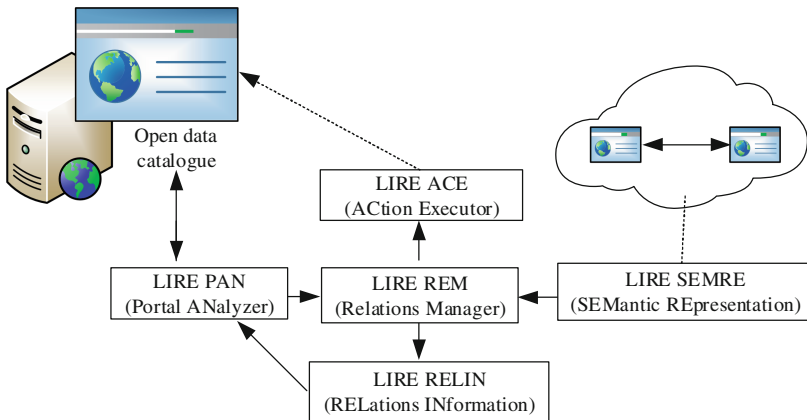 Open data
catalogue
LIRE ACE
(ACtion Executor)
LIRE PAN
(Portal ANalyzer)
LIRE REM
(Relations Manager)
LIRE SEMRE
(SEMantic REpresentation)
LIRE RELIN
(RELations INformation)